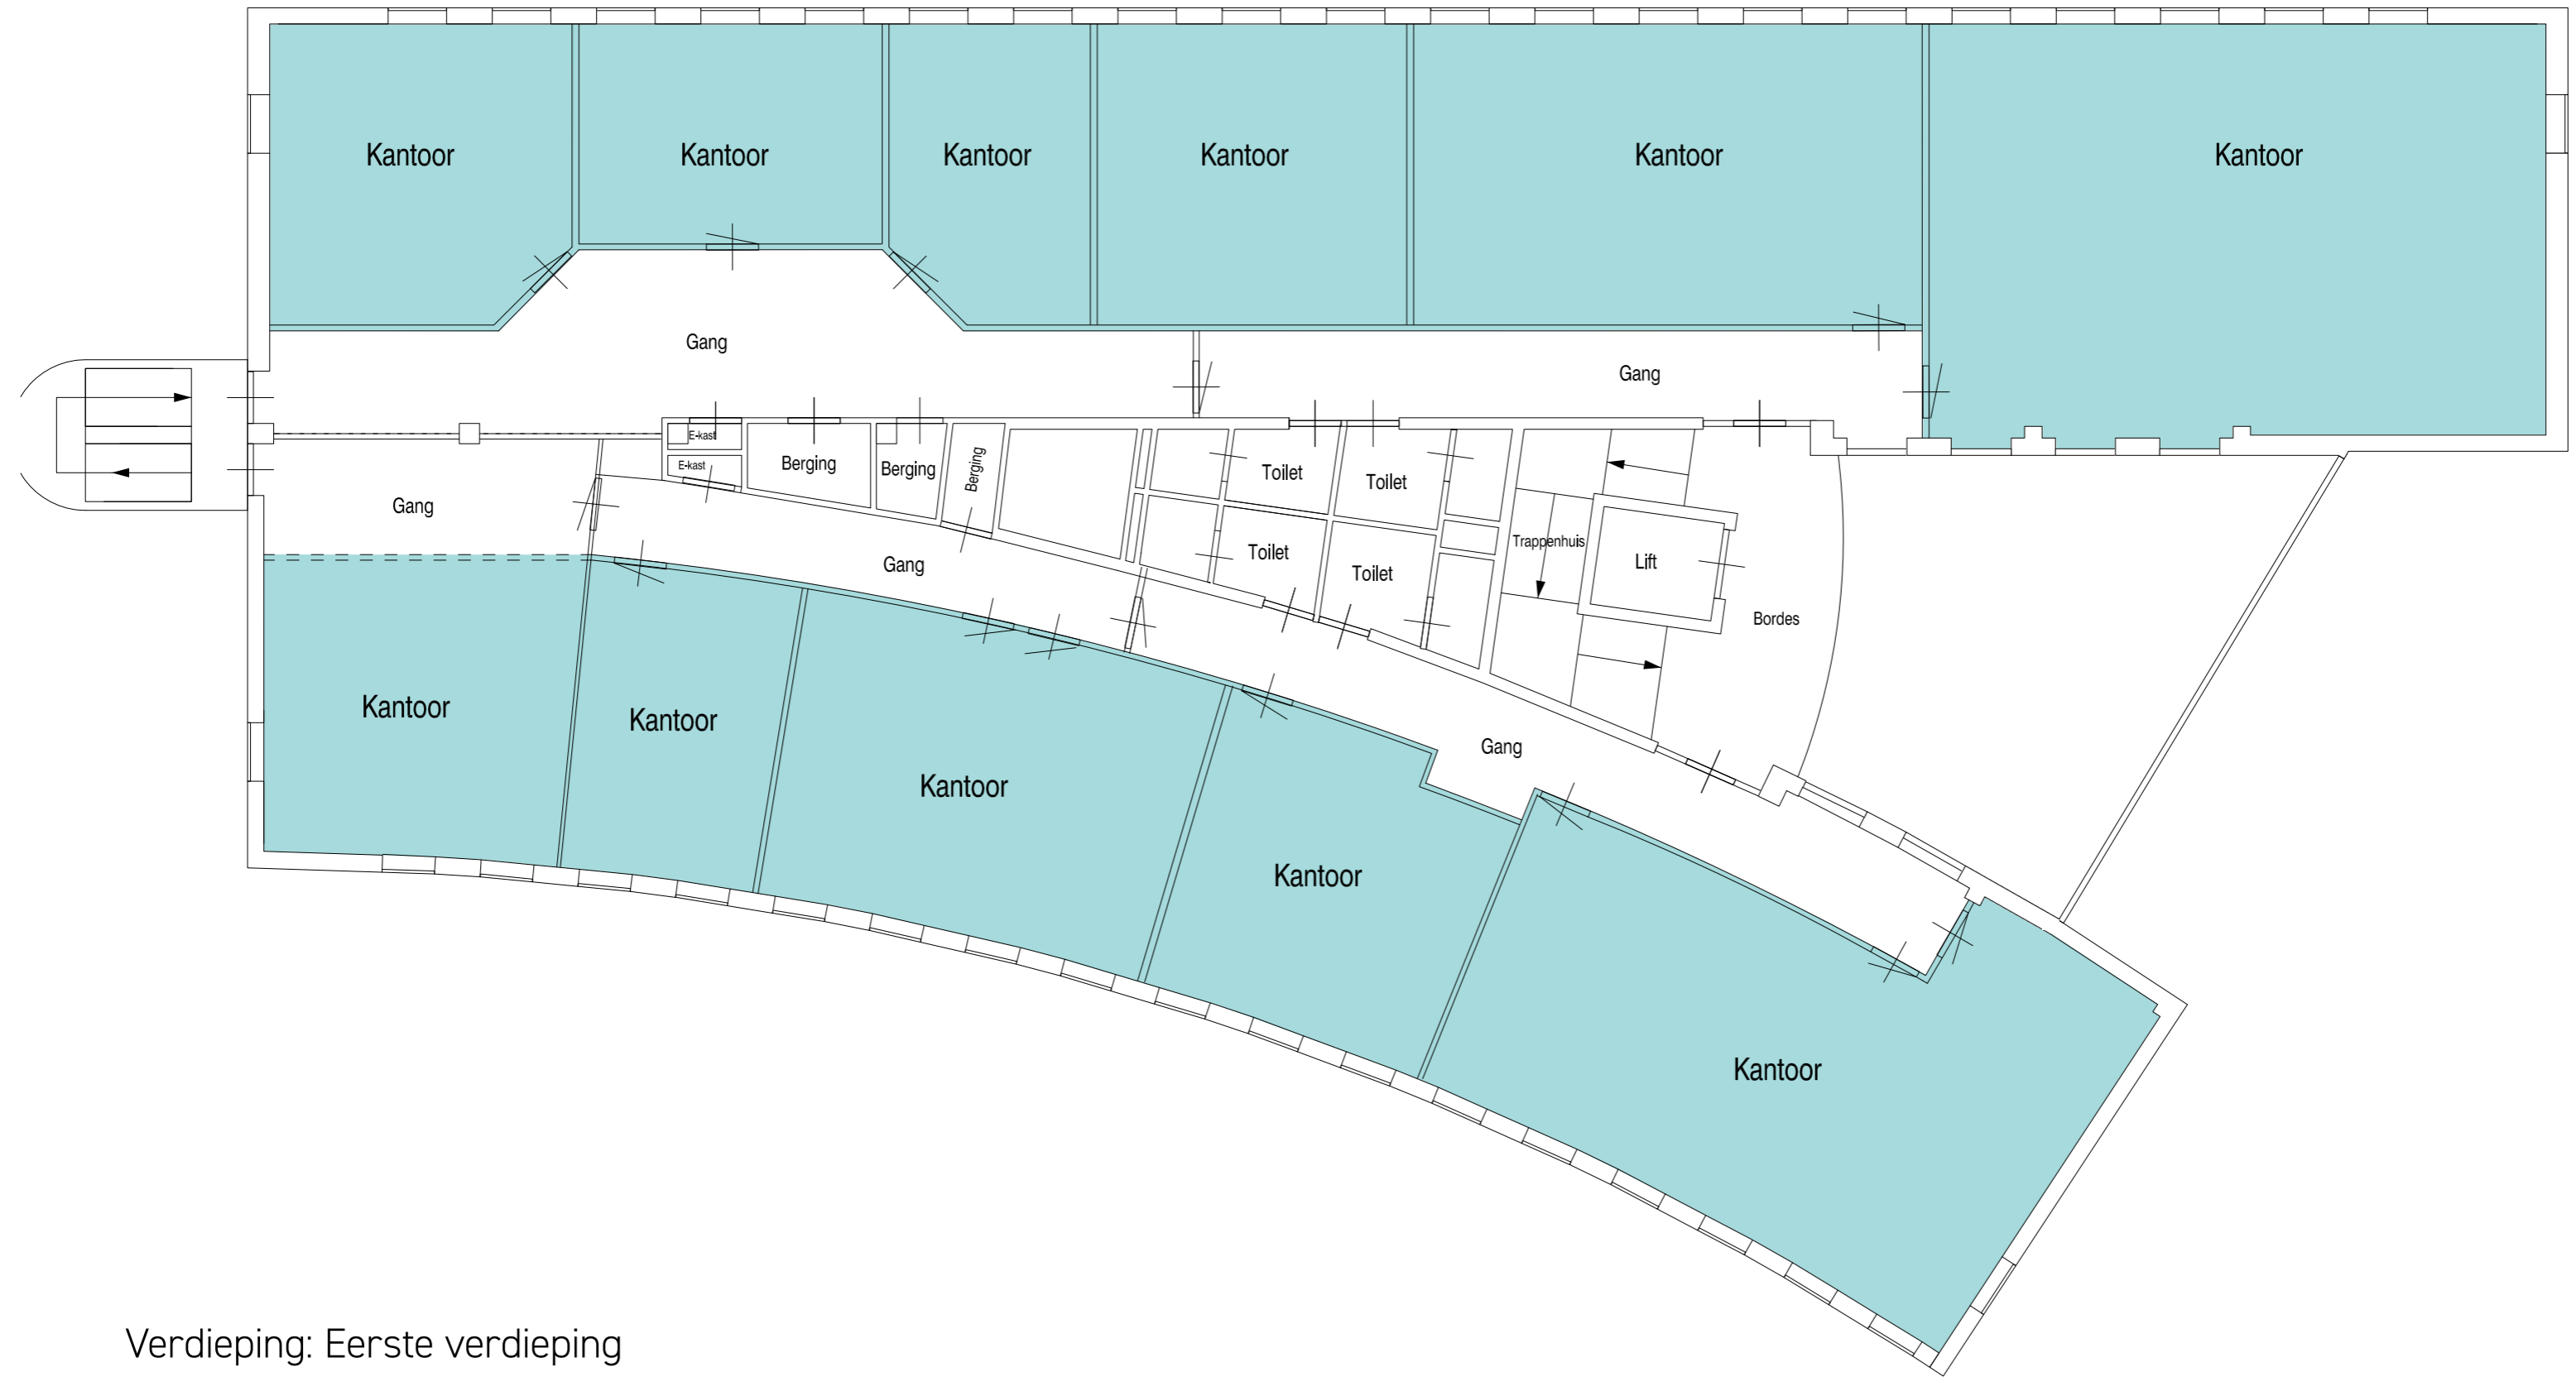 Kantoor
Kantoor
Kantoor
Kantoor
Kantoor
Kantoor
Gang
Gang
E-kast
E-kast
Berging
Berging
Berging
Toilet
Toilet
Toilet
Toilet
Gang
Gang
Trappenhuis
Lift
Bordes
Kantoor
Kantoor
Kantoor
Gang
Kantoor
Kantoor
Verdieping: Eerste verdieping